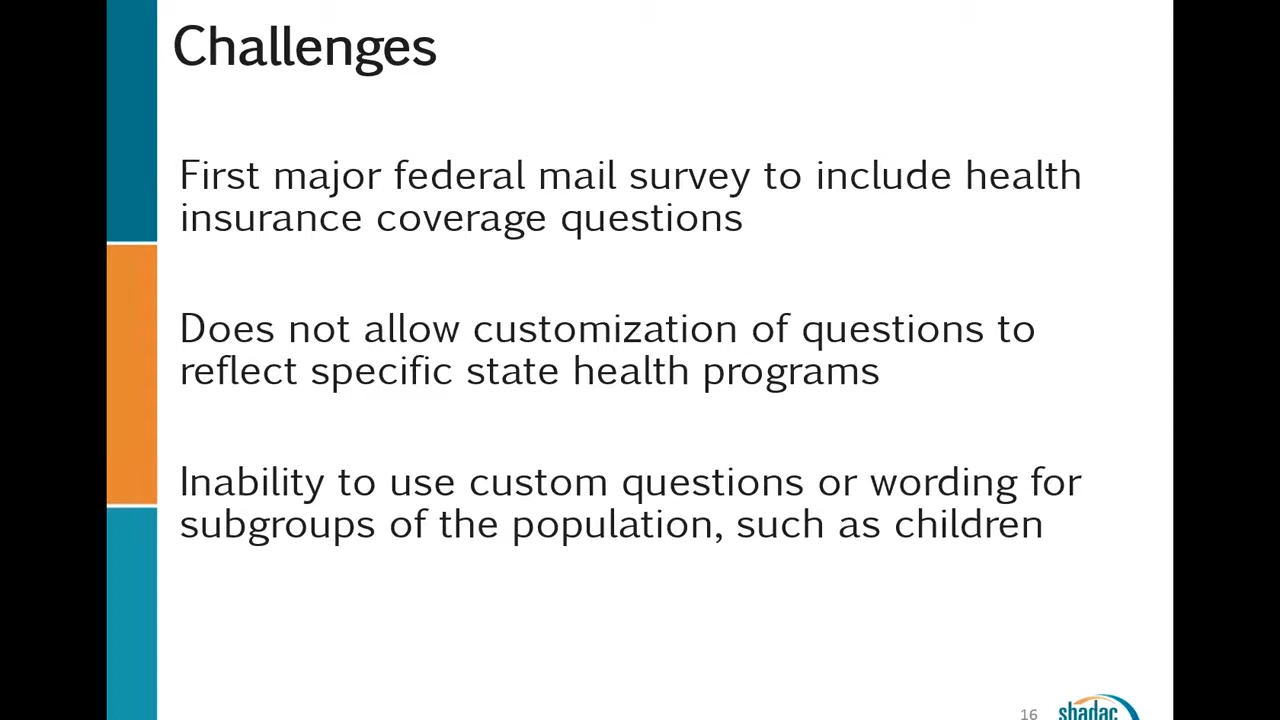 Challenges
First major federal mail survey to include health
insurance coverage questions
Does not allow customization of questions to
reflect specific state health programs
Inability to use custom questions or wording for
subgroups of the population, such as children
16
shadac